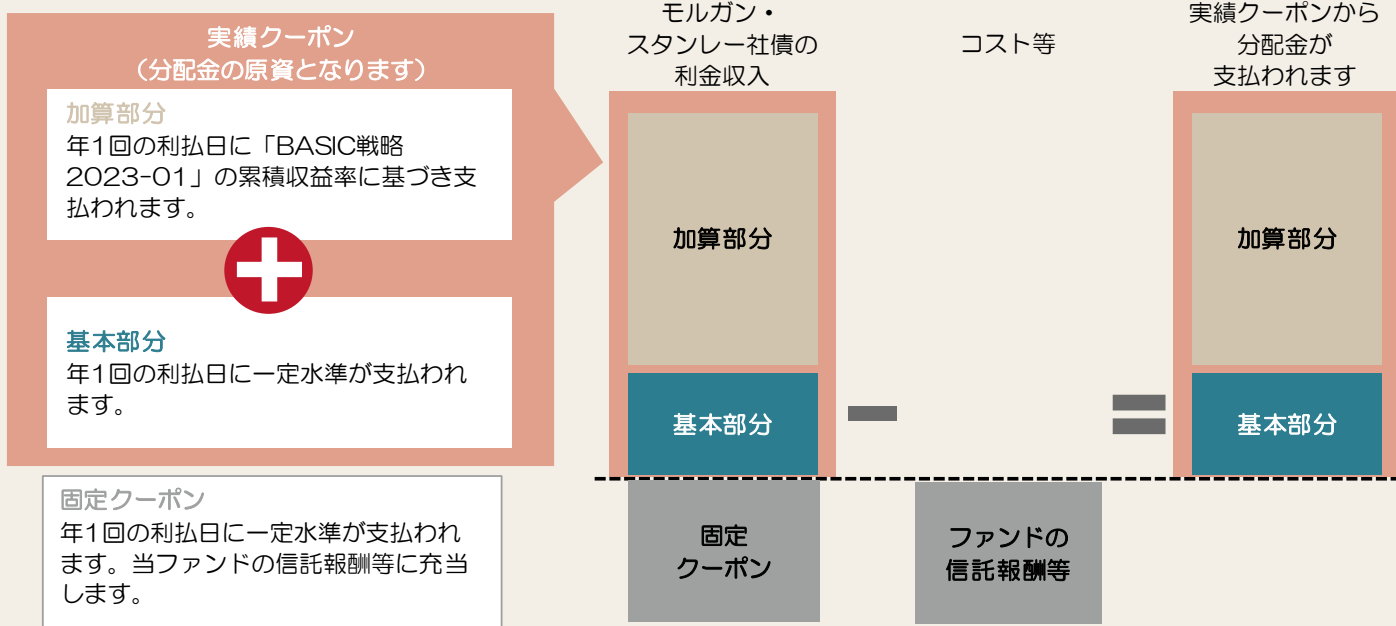 実績クーポン
（分配金の原資となります）
加算部分
年1回の利払日に「BASIC戦略
2023-01」の累積収益率に基づき支
払われます。
基本部分
年1回の利払日に一定水準が支払われ
ます。
固定クーポン
年1回の利払日に一定水準が支払われ
ます。当ファンドの信託報酬等に充当
します。
モルガン・
スタンレー社債の
利金収入
加算部分
基本部分
固定
クーポン
コスト等
ファンドの
信託報酬等
実績クーポンから
分配金が
支払われます
加算部分
基本部分